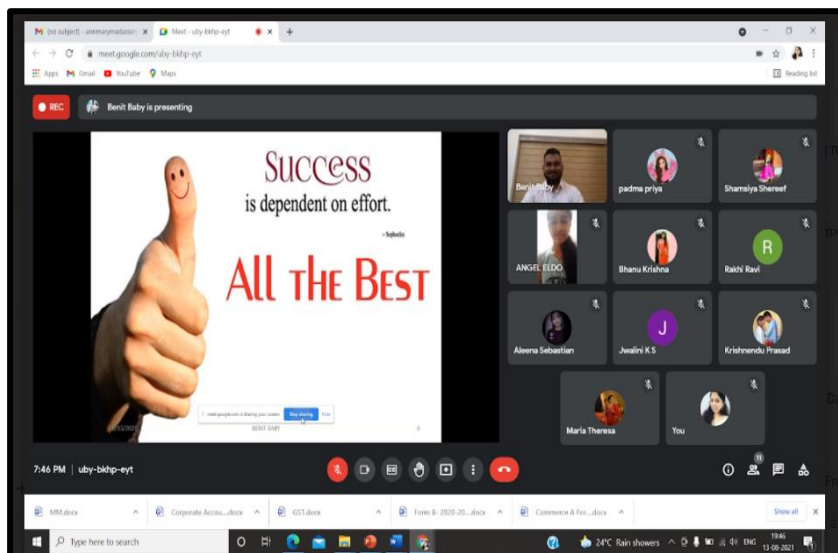 (no subject) - annmarymadasser
Meet - uby-bkhp-eyt
meet.google.com/uby-bkhp-eyt
Apps
Gmail
YouTube
Maps
Reading list
REC
Benit Baby is presenting
Success
is dependent on effort.
- Sophocles
All the Best
meet.google.com is sharing your screen.
Stop sharing
Hide
BENIT BABY
6
Benit Baby
padma priya
Shamsiya Shereef
ANGEL ELDO
Bhanu Krishna
R
Rakhi Ravi
Aleena Sebastian
J
Jwalini K S
Krishnendu Prasad
Maria Theresa
You
7:46 PM | uby-bkhp-eyt
11
MM.docx
Corporate Accou...docx
GST.docx
Form B- 2020-20...docx
Commerce A For...docx
Show all
Type here to search
24°C Rain showers
ENG
19:46
13-08-2021